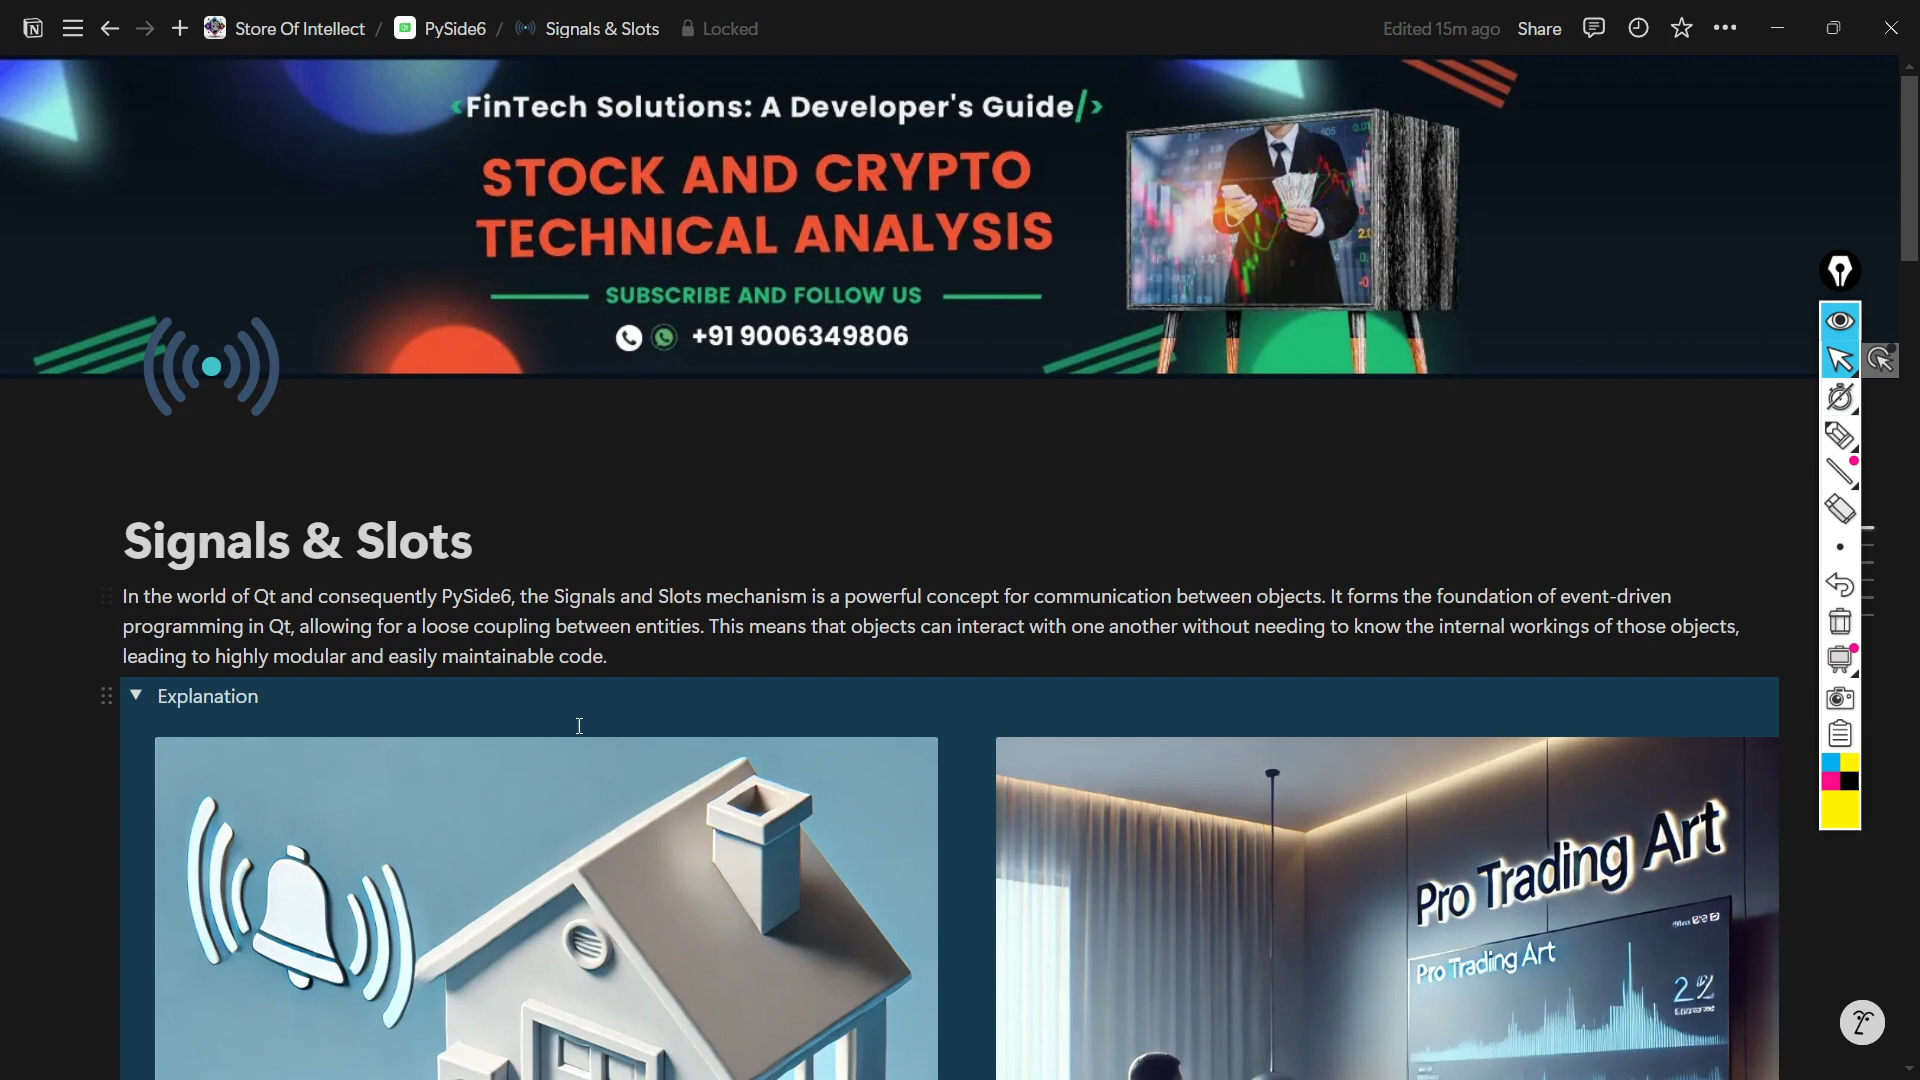 Store Of Intellect / PySide6 / Signals & Slots Locked
Edited 15m ago Share
<FinTech Solutions: A Developer's Guide/>
STOCK AND CRYPTO
TECHNICAL ANALYSIS
SUBSCRIBE AND FOLLOW US
+91 9006349806
Signals & Slots
In the world of Qt and consequently PySide6, the Signals and Slots mechanism is a powerful concept for communication between objects. It forms the foundation of event-driven
programming in Qt, allowing for a loose coupling between entities. This means that objects can interact with one another without needing to know the internal workings of those objects,
leading to highly modular and easily maintainable code.
Explanation
Pro Trading Art
Pro Trading Art